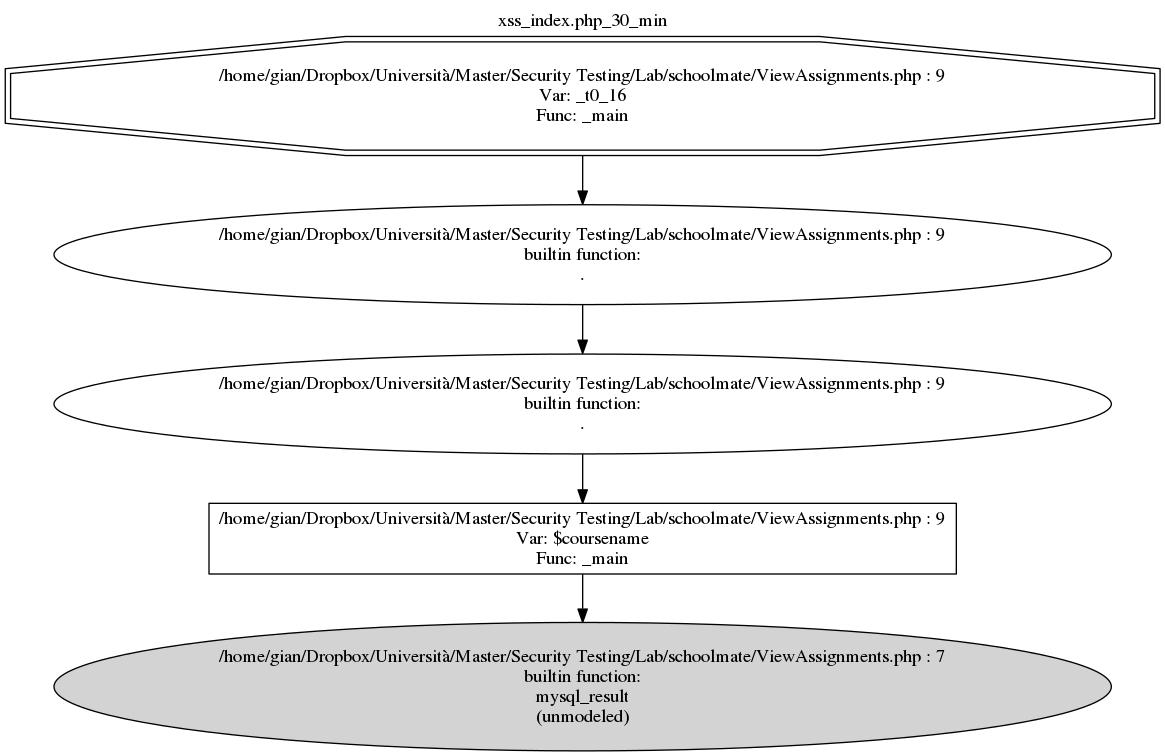 xss_index.php_30_min
/home/gian/Dropbox/Università/Master/Security Testing/Lab/schoolmate/ViewAssignments.php : 9
Var: _t0_16
Func: _main
/home/gian/Dropbox/Università/Master/Security Testing/Lab/schoolmate/ViewAssignments.php : 9
builtin function:
.
/home/gian/Dropbox/Università/Master/Security Testing/Lab/schoolmate/ViewAssignments.php : 9
builtin function:
.
/home/gian/Dropbox/Università/Master/Security Testing/Lab/schoolmate/ViewAssignments.php : 9
Var: $coursename
Func: _main
/home/gian/Dropbox/Università/Master/Security Testing/Lab/schoolmate/ViewAssignments.php : 7
builtin function:
mysql_result
(unmodeled)